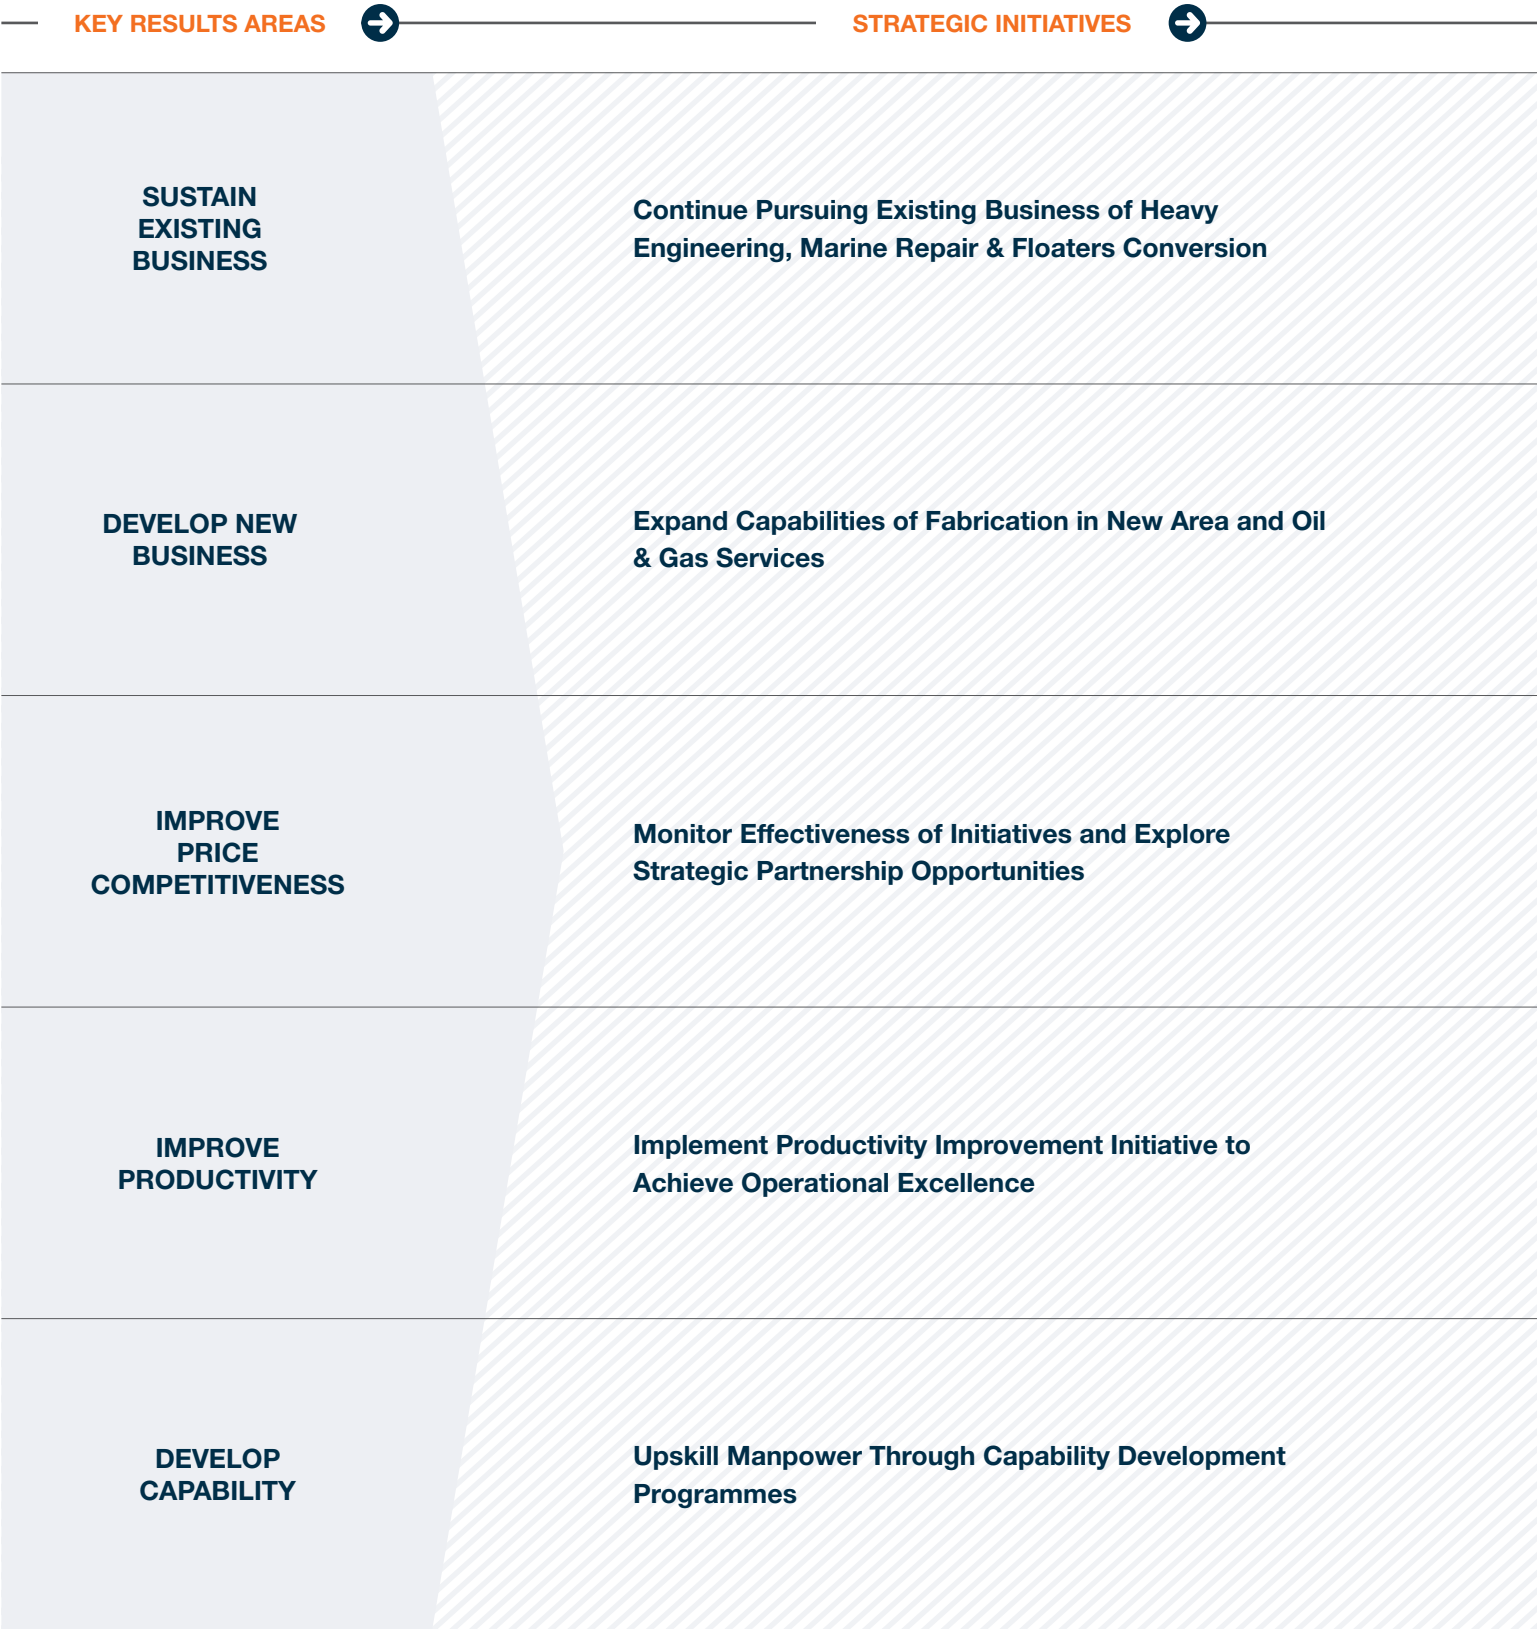 KEY RESULTS AREAS
STRATEGIC INITIATIVES
SUSTAIN
EXISTING
BUSINESS
Continue Pursuing Existing Business of Heavy
Engineering, Marine Repair & Floaters Conversion
DEVELOP NEW
BUSINESS
Expand Capabilities of Fabrication in New Area and Oil
& Gas Services
IMPROVE
PRICE
COMPETITIVENESS
Monitor Effectiveness of Initiatives and Explore
Strategic Partnership Opportunities
IMPROVE
PRODUCTIVITY
Implement Productivity Improvement Initiative to
Achieve Operational Excellence
DEVELOP
CAPABILITY
Upskill Manpower Through Capability Development
Programmes